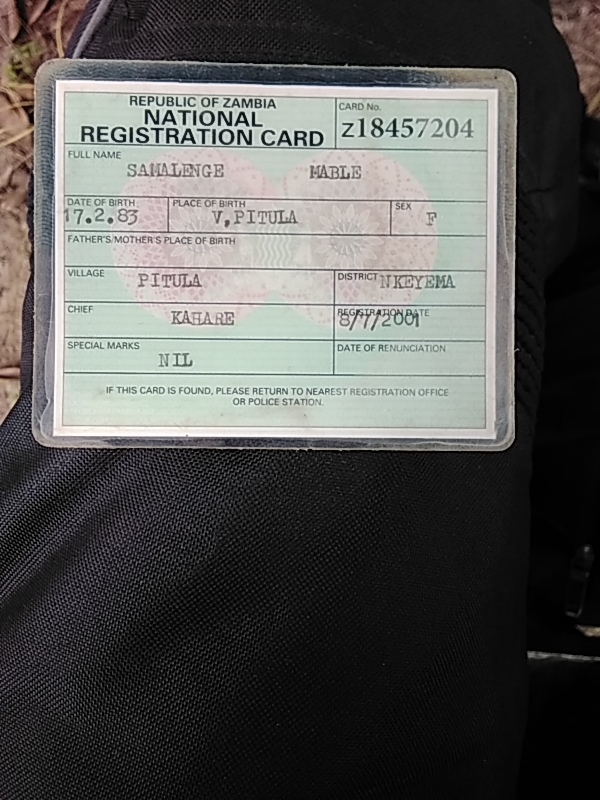 REPUBLIC OF ZAMBIA
NATIONAL
REGISTRATION CARD
CARD No.
z18457204
FULL NAME
SAMALENGE MABLE
DATE OF BIRTH
17.2.83
PLACE OF BIRTH
V,PITULA
SEX
F
FATHER'S/MOTHER'S PLACE OF BIRTH
VILLAGE
PITULA
DISTRICT
NKEYEMA
CHIEF
KAHARE
REGISTRATION DATE
8/7/2001
SPECIAL MARKS
NIL
DATE OF RENUNCIATION
IF THIS CARD IS FOUND, PLEASE RETURN TO NEAREST REGISTRATION OFFICE
OR POLICE STATION.